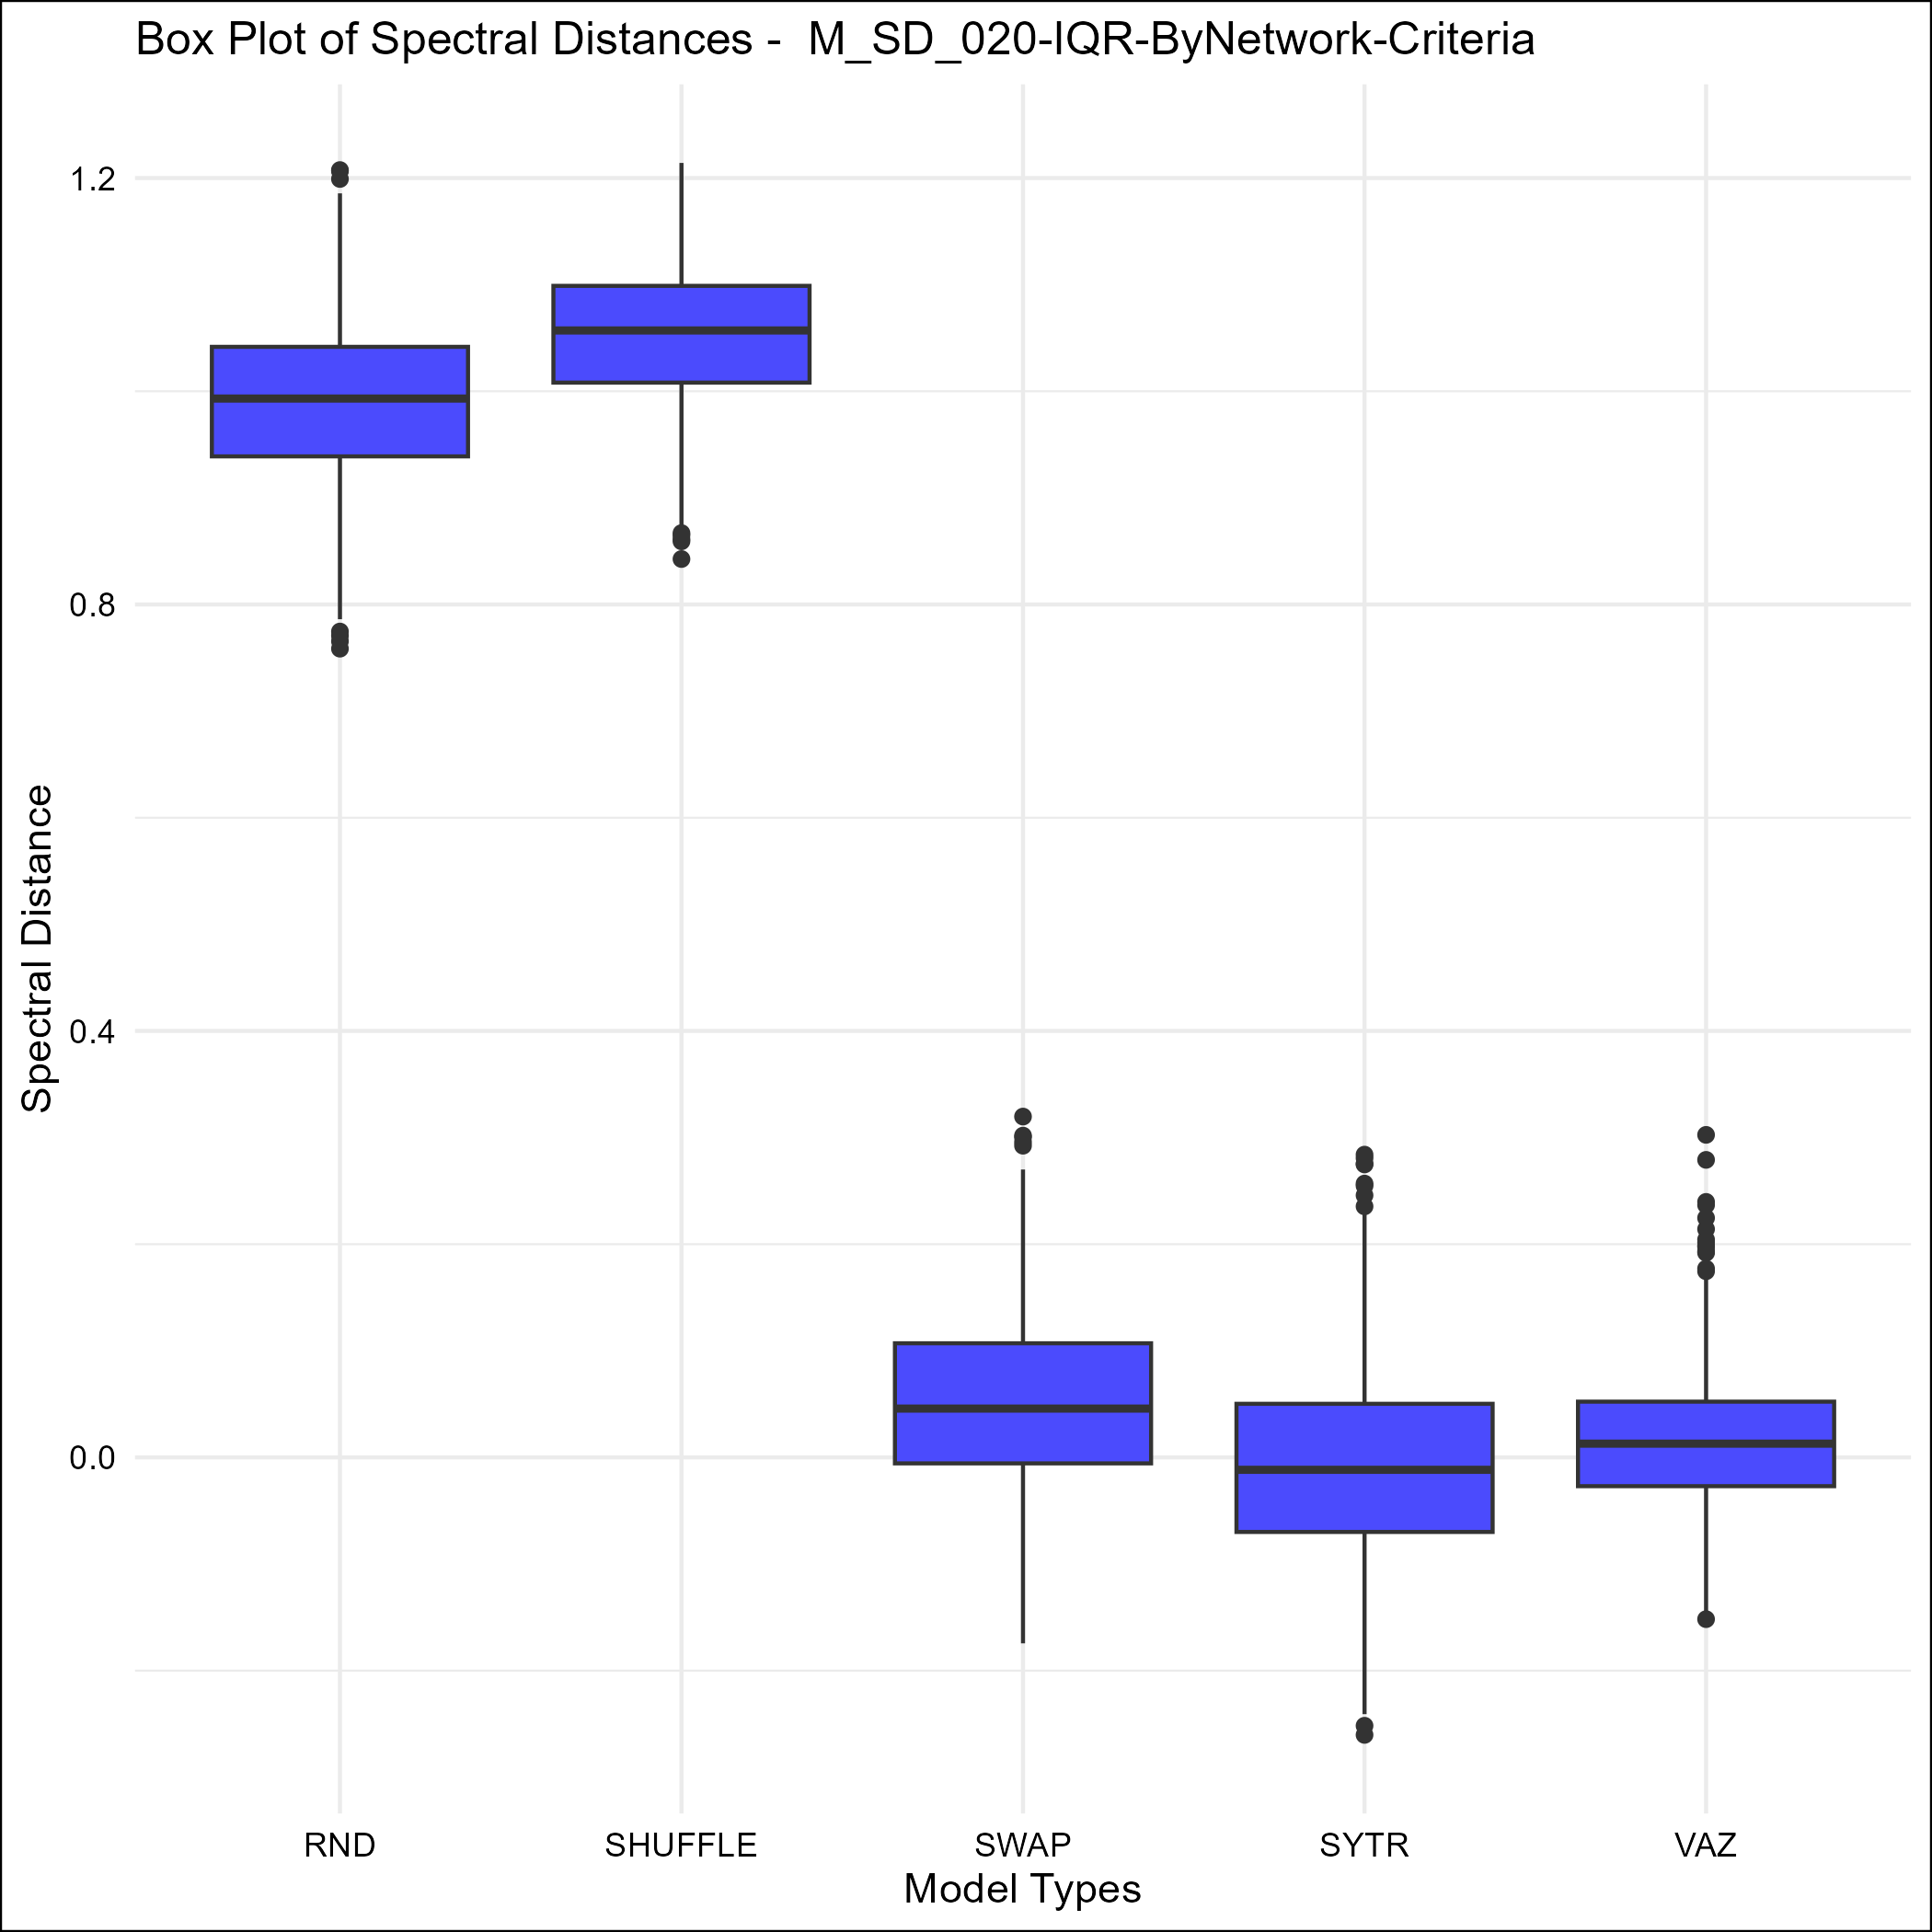 Box Plot of Spectral Distances -  M_SD_020-IQR-ByNetwork-Criteria
1.2
0.8
0.4
0.0
Spectral Distance
RND SHUFFLE SWAP SYTR VAZ
Model Types